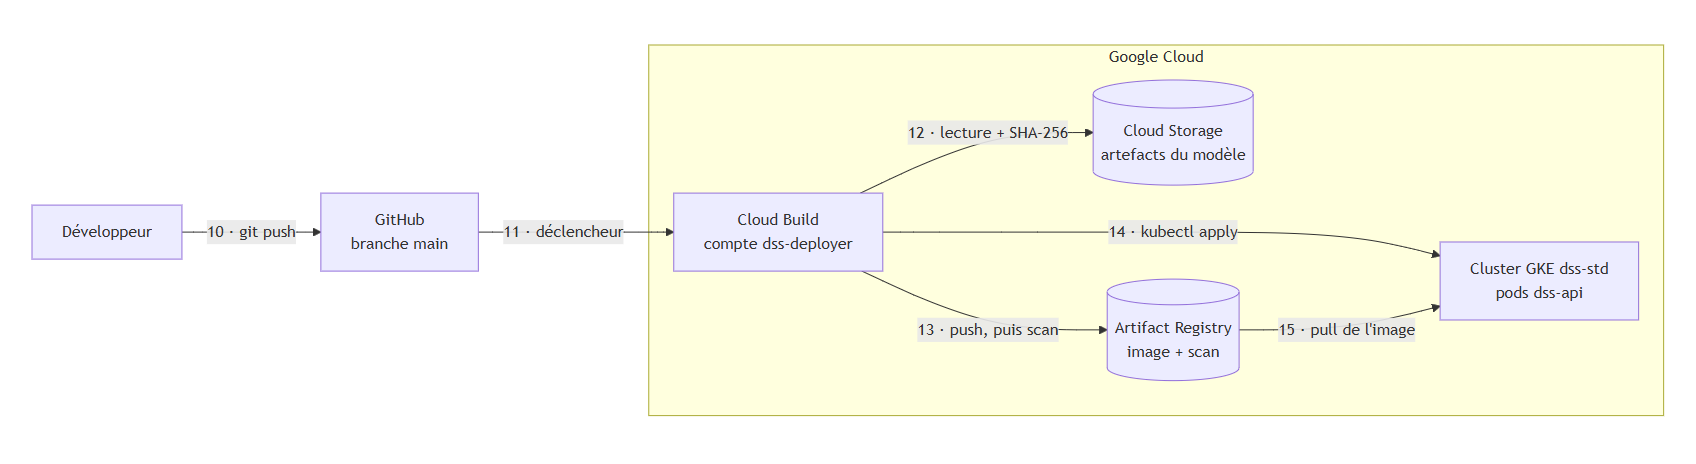 Google Cloud
Développeur
10 · git push
GitHub
branche main
11 · déclencheur
Cloud Build
compte dss-deployer
12 · lecture + SHA-256
Cloud Storage
artefacts du modèle
14 · kubectl apply
13 · push, puis scan
Artifact Registry
image + scan
15 · pull de l'image
Cluster GKE dss-std
pods dss-api